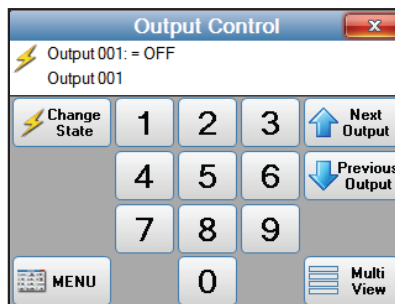 Output Control
x
Output 001: = OFF
Output 001
Change
State
1 2 3
Next
Output
4 5 6
Previous
Output
7 8 9
MENU
0
Multi
View